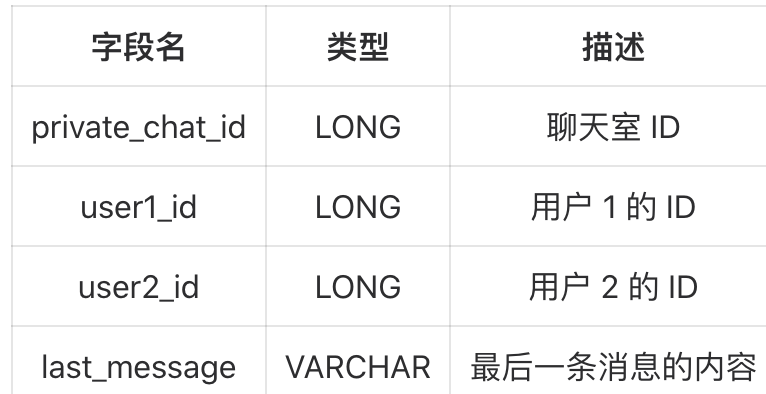 字段名 类型 描述
private_chat_id LONG 聊天室 ID
user1_id LONG 用户 1 的 ID
user2_id LONG 用户 2 的 ID
last_message VARCHAR 最后一条消息的内容